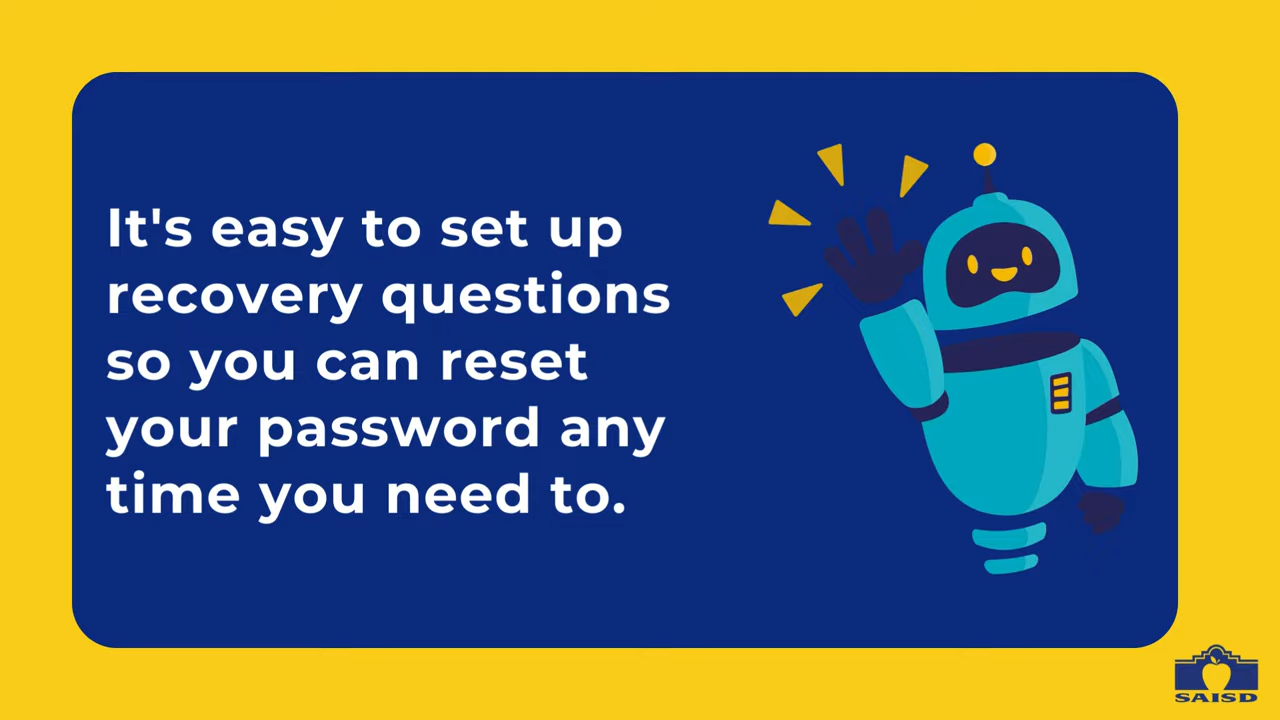 It's easy to set up
recovery questions
so you can reset
your password any
time you need to.
SAISD